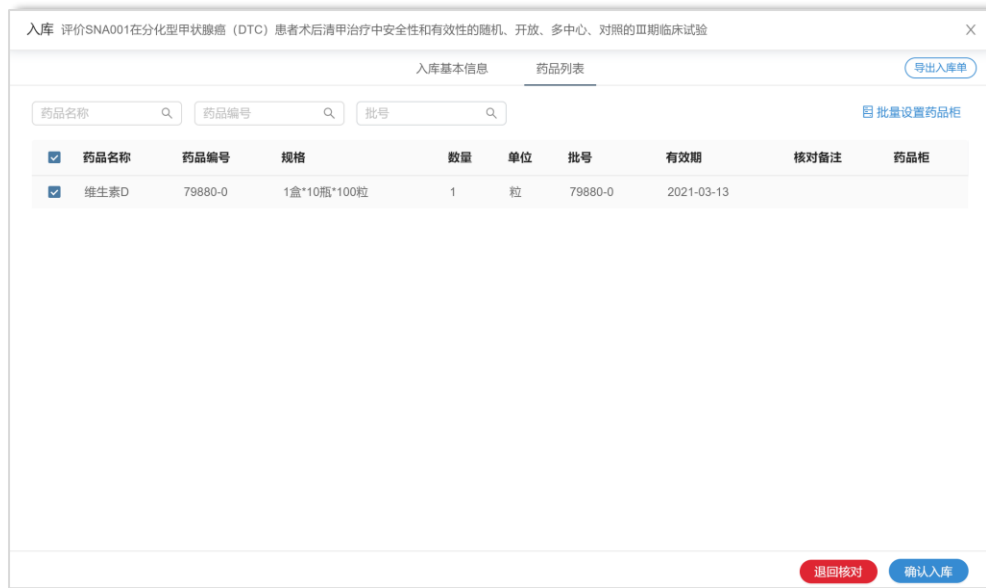 入库 评价SNA001在分化型甲状腺癌（DTC）患者术后清甲治疗中安全性和有效性的随机、开放、多中心、对照的Ⅲ期临床试验
入库基本信息 药品列表 导出入库单
药品名称 药品编号 批号 批量设置药品柜
药品名称 药品编号 规格 数量 单位 批号 有效期 核对备注 药品柜
维生素D 79880-0 1盒*10瓶*100粒 1 粒 79880-0 2021-03-13
退回核对 确认入库